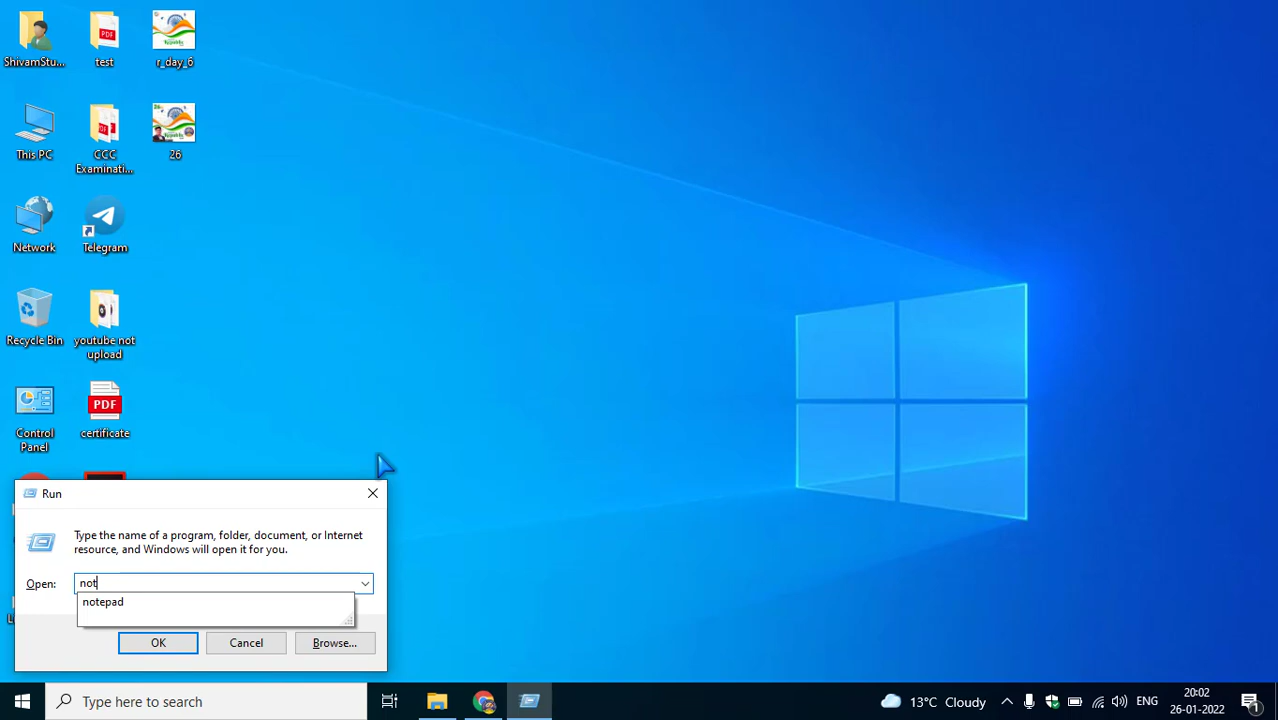 ShivamStu...
test
r_day_6
This PC
CCC
Examinati...
26
Network
Telegram
Recycle Bin
youtube not
upload
Control
Panel
PDF
certificate
Run
Type the name of a program, folder, document, or Internet
resource, and Windows will open it for you.
Open:
not
notepad
OK
Cancel
Browse...
Type here to search
13°C Cloudy
ENG
20:02
26-01-2022
1